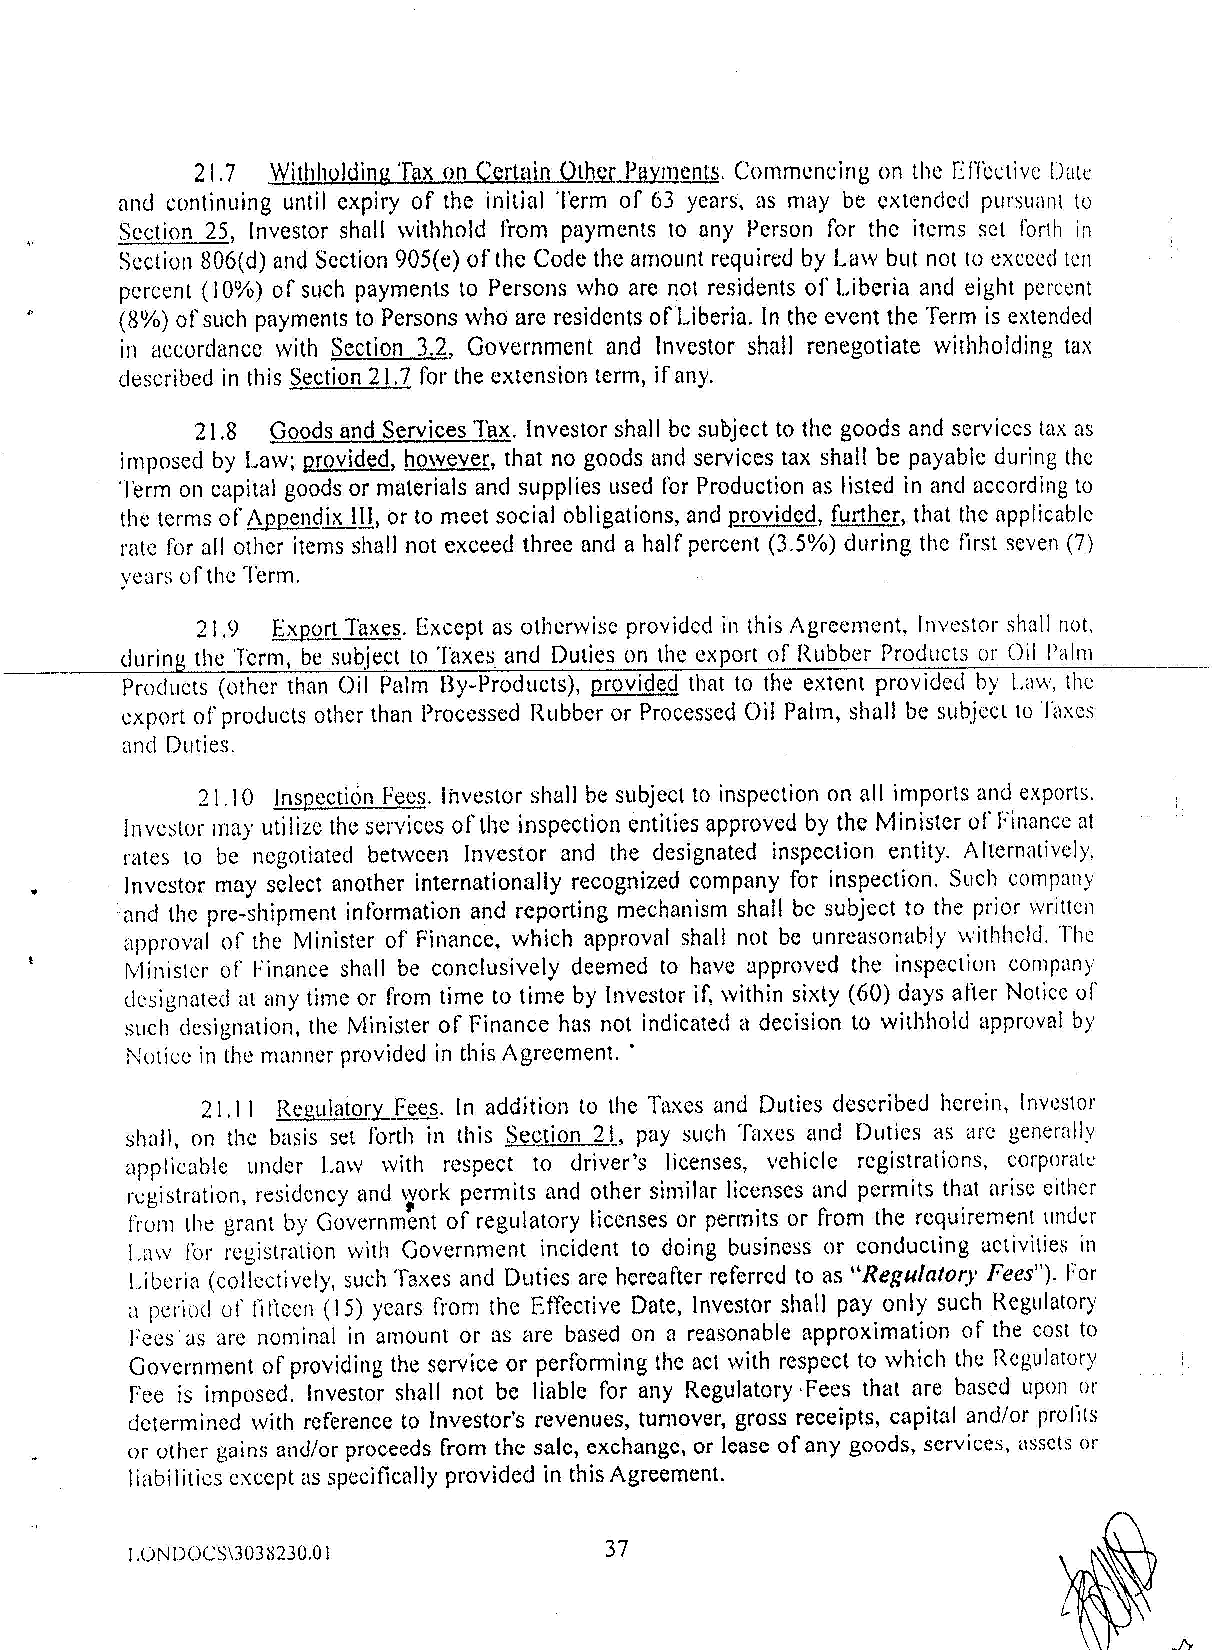 21.7 Withholding Tax on Certain Other Payments. Commencing on the Effective Date
and continuing until expiry of the initial Term of 63 years, as may be extended pursuant to
Section 25, Investor shall withhold from payments to any Person for the items set forth in
Section 806(d) and Section 905(e) of the Code the amount required by Law but not to exceed ten
percent (10%) of such payments to Persons who are not residents of Liberia and eight percent
(8%) of such payments to Persons who are residents of Liberia. In the event the Term is extended
in accordance with Section 3.2, Government and Investor shall renegotiate withholding tax
described in this Section 21.7 for the extension term, if any.
21.8 Goods and Services Tax. Investor shall be subject to the goods and services tax as
imposed by Law; provided, however, that no goods and services tax shall be payable during the
Term on capital goods or materials and supplies used for Production as listed in and according to
the terms of Appendix III, or to meet social obligations, and provided, further, that the applicable
rate for all other items shall not exceed three and a half percent (3.5%) during the first seven (7)
years of the Term.
21.9 Export Taxes. Except as otherwise provided in this Agreement, Investor shall not,
during the Term, be subject to Taxes and Duties on the export of Rubber Products or Oil Palm
Products (other than Oil Palm By-Products), provided that to the extent provided by Law, the
export of products other than Processed Rubber or Processed Oil Palm, shall be subject to Taxes
and Duties.
21.10 Inspection Fees. Investor shall be subject to inspection on all imports and exports.
Investor may utilize the services of the inspection entities approved by the Minister of Finance at
rates to be negotiated between Investor and the designated inspection entity. Alternatively,
Investor may select another internationally recognized company for inspection. Such company
and the pre-shipment information and reporting mechanism shall be subject to the prior written
approval of the Minister of Finance, which approval shall not be unreasonably withheld. The
Minister of Finance shall be conclusively deemed to have approved the inspection company
designated at any time or from time to time by Investor if, within sixty (60) days after Notice of
such designation, the Minister of Finance has not indicated a decision to withhold approval by
Notice in the manner provided in this Agreement.
21.11 Regulatory Fees. In addition to the Taxes and Duties described herein, Investor
shall, on the basis set forth in this Section 21, pay such Taxes and Duties as are generally
applicable under Law with respect to driver's licenses, vehicle registrations, corporate
registration, residency and work permits and other similar licenses and permits that arise either
from the grant by Government of regulatory licenses or permits or from the requirement under
Law for registration with Government incident to doing business or conducting activities in
Liberia (collectively, such Taxes and Duties are hereafter referred to as "Regulatory Fees"). For
a period of fifteen (15) years from the Effective Date, Investor shall pay only such Regulatory
Fees as are nominal in amount or as are based on a reasonable approximation of the cost to
Government of providing the service or performing the act with respect to which the Regulatory
Fee is imposed. Investor shall not be liable for any Regulatory Fees that are based upon or
determined with reference to Investor's revenues, turnover, gross receipts, capital and/or profits
or other gains and/or proceeds from the sale, exchange, or lease of any goods, services, assets or
liabilities except as specifically provided in this Agreement.
LONDOCS\3038230.01 37